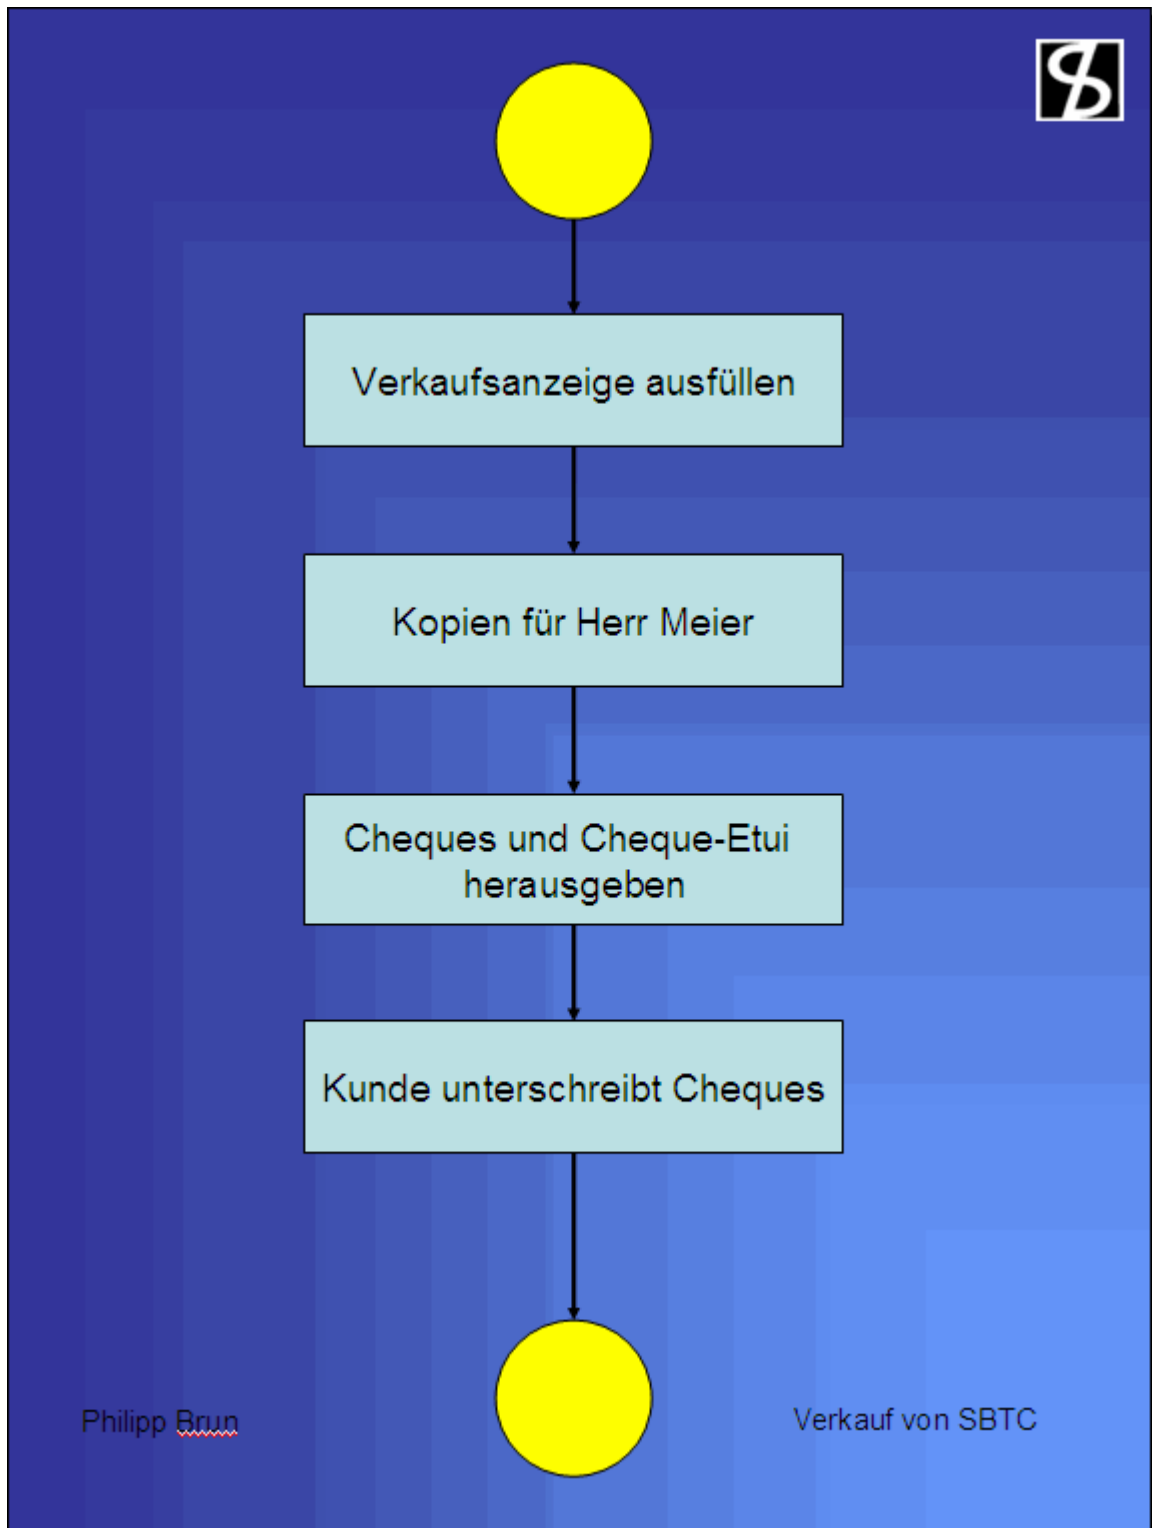 Verkaufsanzeige ausfüllen
Kopien für Herr Meier
Cheques und Cheque-Etui
herausgeben
Kunde unterschreibt Cheques
Philipp Brun
Verkauf von SBTC